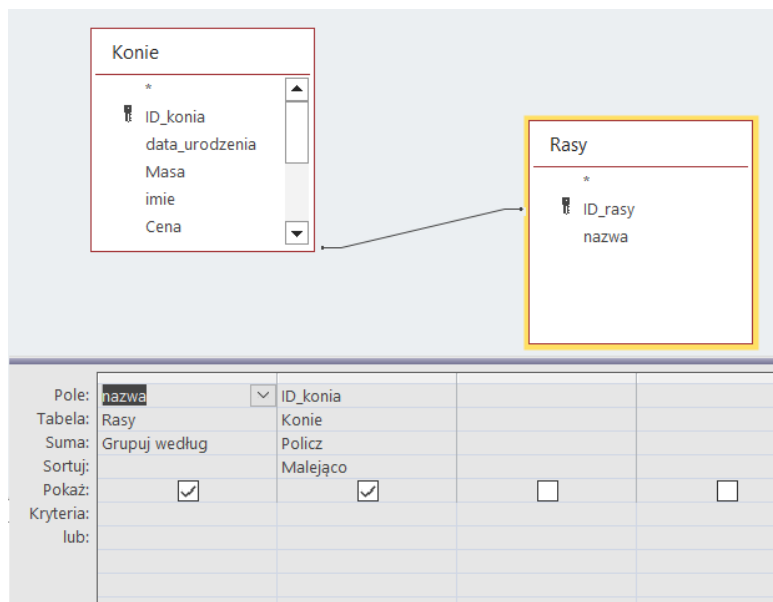 Konie
*
ID_konia
data_urodzenia
Masa
imie
Cena
Rasy
*
ID_rasy
nazwa
Pole: nazwa ID_konia
Tabela: Rasy Konie
Suma: Grupuj według Policz
Sortuj: Malejąco
Pokaż:
Kryteria:
lub: